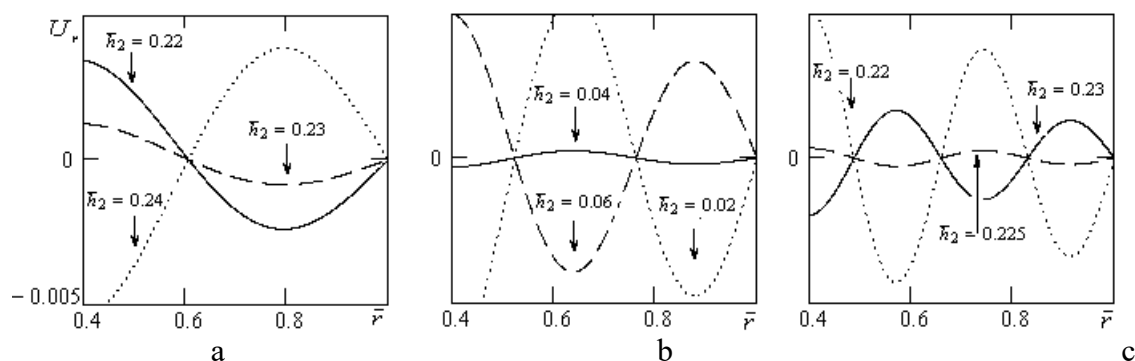 U_r
h̄₂ = 0.22
h̄₂ = 0.23
0
h̄₂ = 0.24
− 0.005
0.4 0.6 0.8 r̄
a
h̄₂ = 0.04
0
h̄₂ = 0.06
h̄₂ = 0.02
0.4 0.6 0.8 r̄
b
h̄₂ = 0.22
h̄₂ = 0.23
0
h̄₂ = 0.225
0.4 0.6 0.8 r̄
c